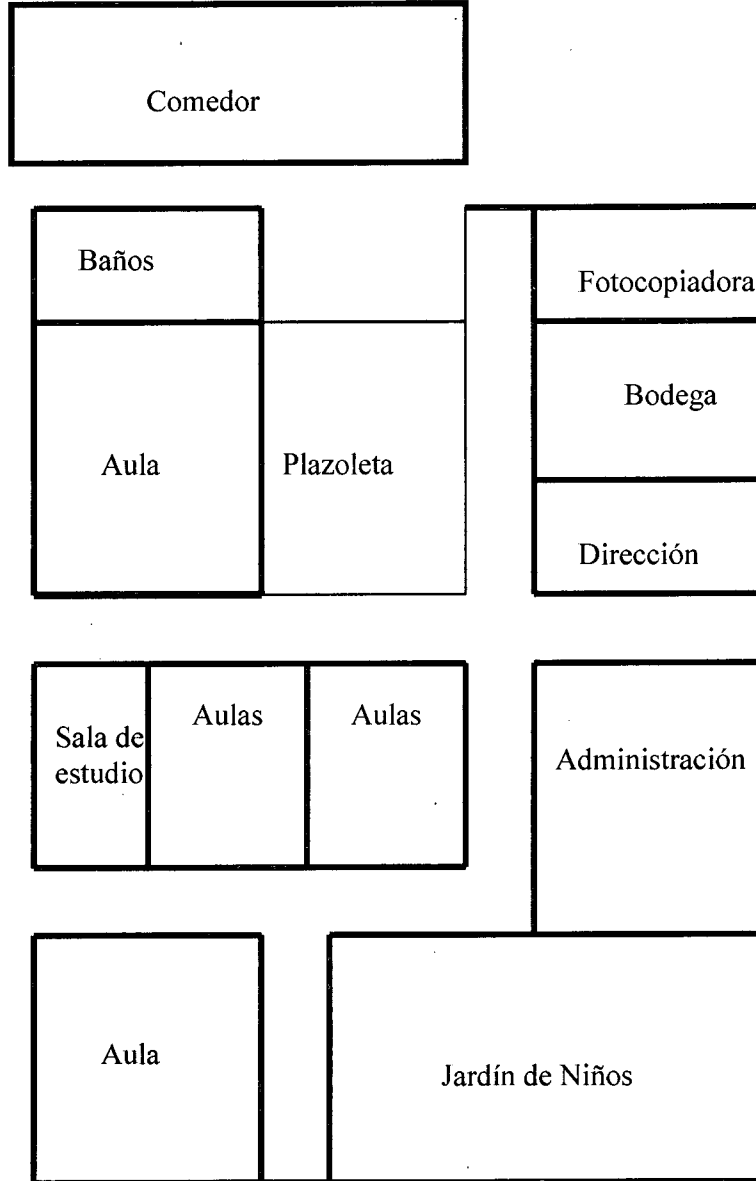 Comedor
Baños
Fotocopiadora
Bodega
Aula
Plazoleta
Dirección
Sala de
estudio
Aulas
Aulas
Administración
Aula
Jardín de Niños